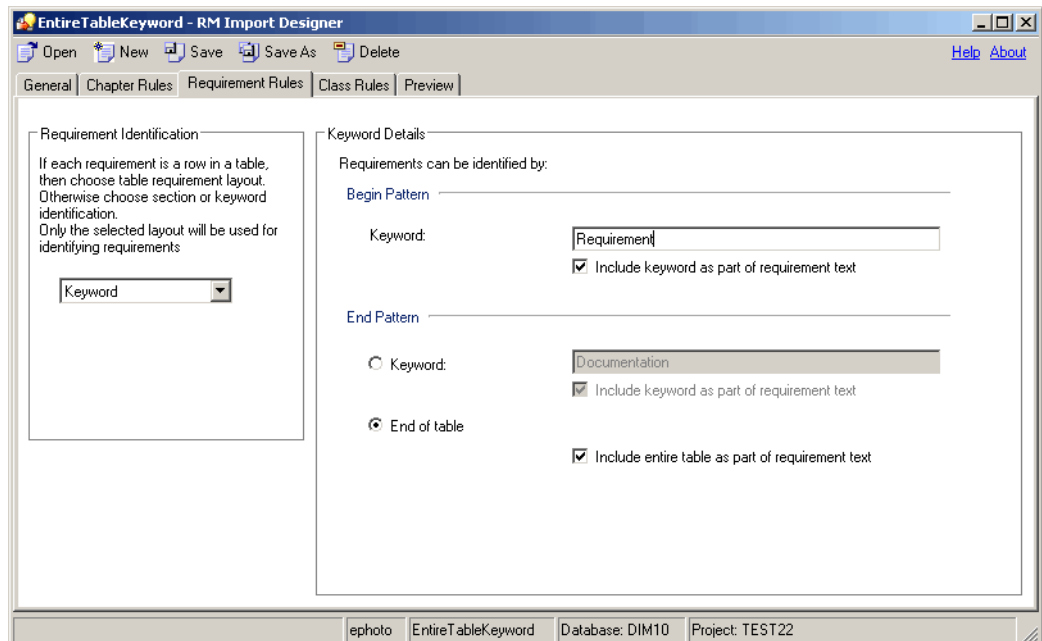 EntireTableKeyword - RM Import Designer
Open New Save Save As Delete Help About
General Chapter Rules Requirement Rules Class Rules Preview
Requirement Identification
If each requirement is a row in a table,
then choose table requirement layout.
Otherwise choose section or keyword
identification.
Only the selected layout will be used for
identifying requirements
Keyword
Keyword Details
Requirements can be identified by:
Begin Pattern
Keyword: Requirement
Include keyword as part of requirement text
End Pattern
Keyword: Documentation
Include keyword as part of requirement text
End of table
Include entire table as part of requirement text
ephoto EntireTableKeyword Database: DIM10 Project: TEST22